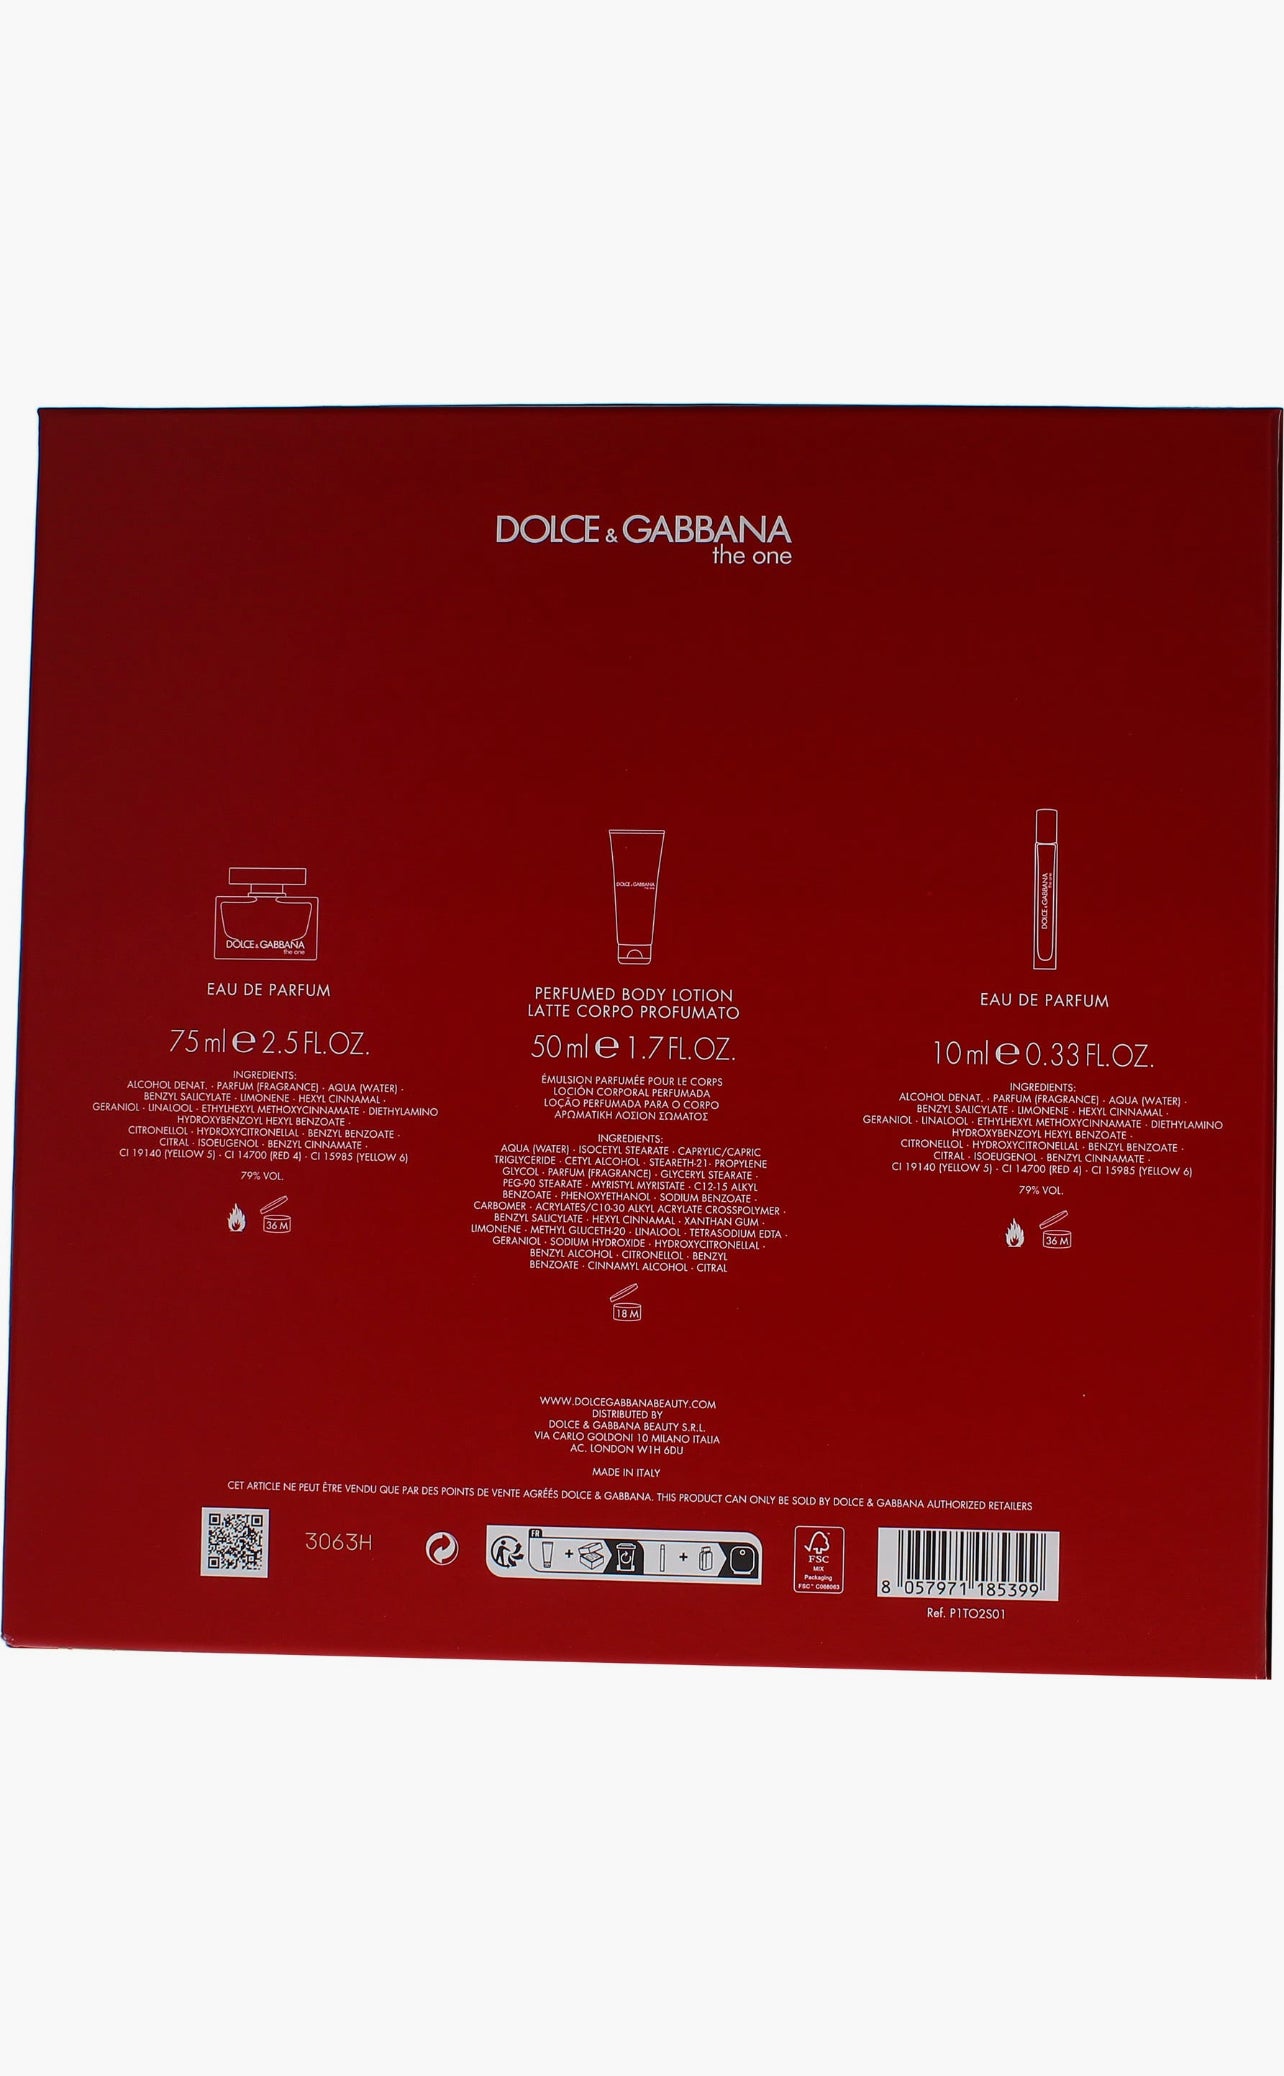 DOLCE & GABBANA
the one
DOLCE & GABBANA
the one
EAU DE PARFUM
75 ml ℮ 2.5 FL.OZ.
INGREDIENTS:
ALCOHOL DENAT. · PARFUM (FRAGRANCE) · AQUA (WATER) ·
BENZYL SALICYLATE · LIMONENE · HEXYL CINNAMAL ·
GERANIOL · LINALOOL · ETHYLHEXYL METHOXYCINNAMATE · DIETHYLAMINO
HYDROXYBENZOYL HEXYL BENZOATE ·
CITRONELLOL · HYDROXYCITRONELLAL · BENZYL BENZOATE ·
CITRAL · ISOEUGENOL · BENZYL CINNAMATE ·
CI 19140 (YELLOW 5) · CI 14700 (RED 4) · CI 15985 (YELLOW 6)
79% VOL.
36 M
DOLCE & GABBANA
the one
PERFUMED BODY LOTION
LATTE CORPO PROFUMATO
50 ml ℮ 1.7 FL.OZ.
ÉMULSION PARFUMÉE POUR LE CORPS
LOCIÓN CORPORAL PERFUMADA
LOÇÃO PERFUMADA PARA O CORPO
ΑΡΩΜΑΤΙΚΗ ΛΟΣΙΟΝ ΣΩΜΑΤΟΣ
INGREDIENTS:
AQUA (WATER) · ISOCETYL STEARATE · CAPRYLIC/CAPRIC
TRIGLYCERIDE · CETYL ALCOHOL · STEARETH-21 · PROPYLENE
GLYCOL · PARFUM (FRAGRANCE) · GLYCERYL STEARATE ·
PEG-90 STEARATE · MYRISTYL MYRISTATE · C12-15 ALKYL
BENZOATE · PHENOXYETHANOL · SODIUM BENZOATE ·
CARBOMER · ACRYLATES/C10-30 ALKYL ACRYLATE CROSSPOLYMER ·
BENZYL SALICYLATE · HEXYL CINNAMAL · XANTHAN GUM ·
LIMONENE · METHYL GLUCETH-20 · LINALOOL · TETRASODIUM EDTA ·
GERANIOL · SODIUM HYDROXIDE · HYDROXYCITRONELLAL ·
BENZYL ALCOHOL · CITRONELLOL · BENZYL
BENZOATE · CINNAMYL ALCOHOL · CITRAL
18 M
DOLCE & GABBANA
the one
EAU DE PARFUM
10 ml ℮ 0.33 FL.OZ.
INGREDIENTS:
ALCOHOL DENAT. · PARFUM (FRAGRANCE) · AQUA (WATER) ·
BENZYL SALICYLATE · LIMONENE · HEXYL CINNAMAL ·
GERANIOL · LINALOOL · ETHYLHEXYL METHOXYCINNAMATE · DIETHYLAMINO
HYDROXYBENZOYL HEXYL BENZOATE ·
CITRONELLOL · HYDROXYCITRONELLAL · BENZYL BENZOATE ·
CITRAL · ISOEUGENOL · BENZYL CINNAMATE ·
CI 19140 (YELLOW 5) · CI 14700 (RED 4) · CI 15985 (YELLOW 6)
79% VOL.
36 M
WWW.DOLCEGABBANABEAUTY.COM
DISTRIBUTED BY
DOLCE & GABBANA BEAUTY S.R.L.
VIA CARLO GOLDONI 10 MILANO ITALIA
AC. LONDON W1H 6DU
MADE IN ITALY
CET ARTICLE NE PEUT ÊTRE VENDU QUE PAR DES POINTS DE VENTE AGRÉÉS DOLCE & GABBANA. THIS PRODUCT CAN ONLY BE SOLD BY DOLCE & GABBANA AUTHORIZED RETAILERS
3063H
FR
+
+
FSC
MIX
Packaging
FSC® C066063
8 057971 185399
Ref. P1TO2S01